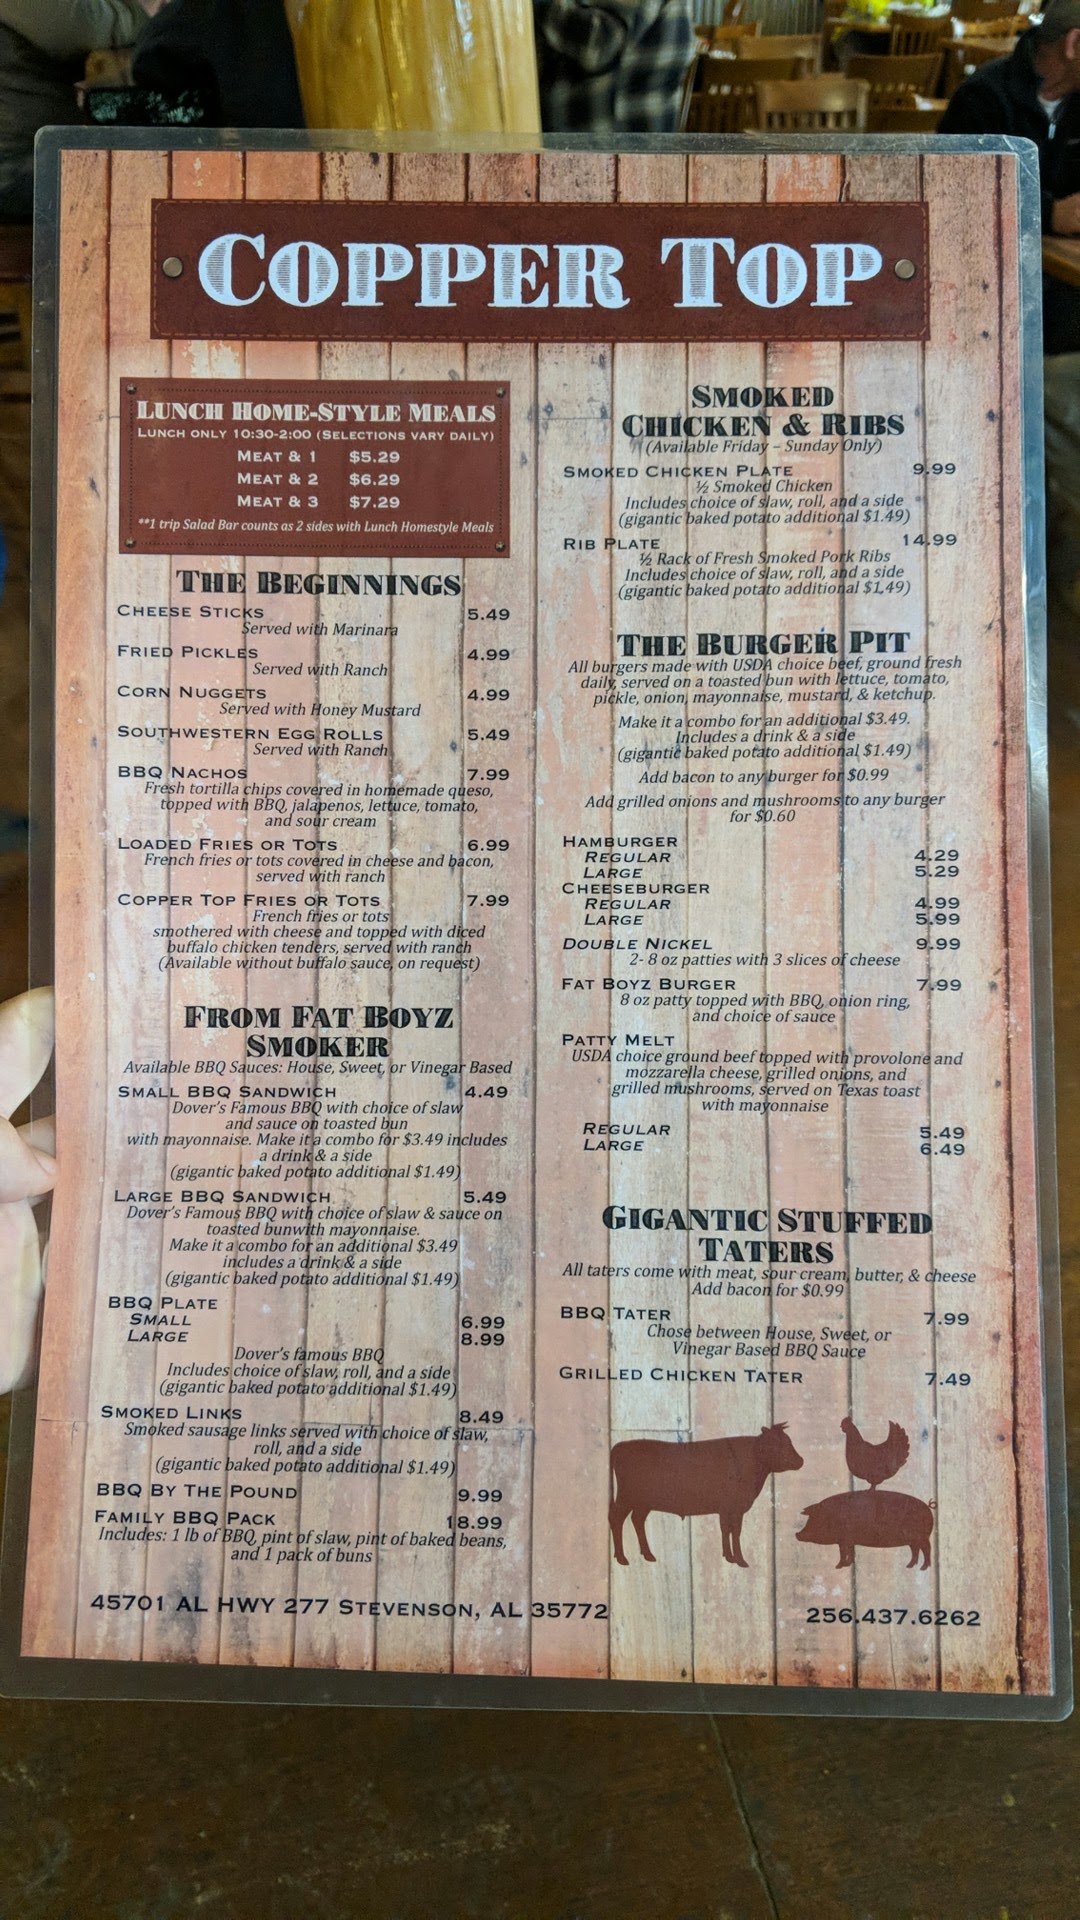 COPPER TOP
LUNCH HOME-STYLE MEALS
LUNCH ONLY 10:30-2:00 (SELECTIONS VARY DAILY)
MEAT & 1 $5.29
MEAT & 2 $6.29
MEAT & 3 $7.29
**1 trip Salad Bar counts as 2 sides with Lunch Homestyle Meals
THE BEGINNINGS
CHEESE STICKS 5.49
Served with Marinara
FRIED PICKLES 4.99
Served with Ranch
CORN NUGGETS 4.99
Served with Honey Mustard
SOUTHWESTERN EGG ROLLS 5.49
Served with Ranch
BBQ NACHOS 7.99
Fresh tortilla chips covered in homemade queso,
topped with BBQ, jalapenos, lettuce, tomato,
and sour cream
LOADED FRIES OR TOTS 6.99
French fries or tots covered in cheese and bacon,
served with ranch
COPPER TOP FRIES OR TOTS 7.99
French fries or tots
smothered with cheese and topped with diced
buffalo chicken tenders, served with ranch
(Available without buffalo sauce, on request)
FROM FAT BOYZ
SMOKER
Available BBQ Sauces: House, Sweet, or Vinegar Based
SMALL BBQ SANDWICH 4.49
Dover's Famous BBQ with choice of slaw
and sauce on toasted bun
with mayonnaise. Make it a combo for $3.49 includes
a drink & a side
(gigantic baked potato additional $1.49)
LARGE BBQ SANDWICH 5.49
Dover's Famous BBQ with choice of slaw & sauce on
toasted bunwith mayonnaise.
Make it a combo for an additional $3.49
includes a drink & a side
(gigantic baked potato additional $1.49)
BBQ PLATE
SMALL 6.99
LARGE 8.99
Dover's famous BBQ
Includes choice of slaw, roll, and a side
(gigantic baked potato additional $1.49)
SMOKED LINKS 8.49
Smoked sausage links served with choice of slaw,
roll, and a side
(gigantic baked potato additional $1.49)
BBQ BY THE POUND 9.99
FAMILY BBQ PACK 18.99
Includes: 1 lb of BBQ, pint of slaw, pint of baked beans,
and 1 pack of buns
SMOKED
CHICKEN & RIBS
(Available Friday – Sunday Only)
SMOKED CHICKEN PLATE 9.99
½ Smoked Chicken
Includes choice of slaw, roll, and a side
(gigantic baked potato additional $1.49)
RIB PLATE 14.99
½ Rack of Fresh Smoked Pork Ribs
Includes choice of slaw, roll, and a side
(gigantic baked potato additional $1.49)
THE BURGER PIT
All burgers made with USDA choice beef, ground fresh
daily, served on a toasted bun with lettuce, tomato,
pickle, onion, mayonnaise, mustard, & ketchup.
Make it a combo for an additional $3.49.
Includes a drink & a side
(gigantic baked potato additional $1.49)
Add bacon to any burger for $0.99
Add grilled onions and mushrooms to any burger
for $0.60
HAMBURGER
REGULAR 4.29
LARGE 5.29
CHEESEBURGER
REGULAR 4.99
LARGE 5.99
DOUBLE NICKEL 9.99
2- 8 oz patties with 3 slices of cheese
FAT BOYZ BURGER 7.99
8 oz patty topped with BBQ, onion ring,
and choice of sauce
PATTY MELT
USDA choice ground beef topped with provolone and
mozzarella cheese, grilled onions, and
grilled mushrooms, served on Texas toast
with mayonnaise
REGULAR 5.49
LARGE 6.49
GIGANTIC STUFFED
TATERS
All taters come with meat, sour cream, butter, & cheese
Add bacon for $0.99
BBQ TATER 7.99
Chose between House, Sweet, or
Vinegar Based BBQ Sauce
GRILLED CHICKEN TATER 7.49
45701 AL HWY 277 STEVENSON, AL 35772
256.437.6262